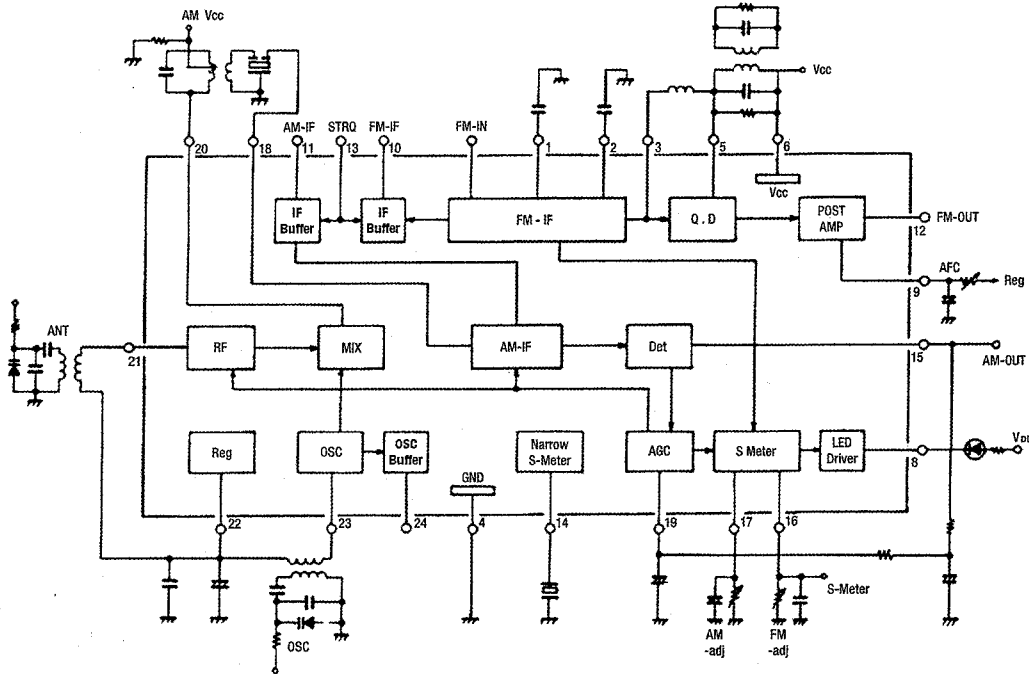 AM Vcc
Vcc
20
18
AM-IF
11
STRQ
13
FM-IF
10
FM-IN
1
2
3
5
6
Vcc
IF Buffer
IF Buffer
FM - IF
Q.D
POST AMP
12
FM-OUT
AFC
9
Reg
ANT
21
RF
MIX
AM-IF
Det
15
AM-OUT
Reg
OSC
OSC Buffer
Narrow S-Meter
AGC
S Meter
LED Driver
8
GND
22
23
24
4
14
19
17
16
S-Meter
OSC
AM -adj
FM -adj